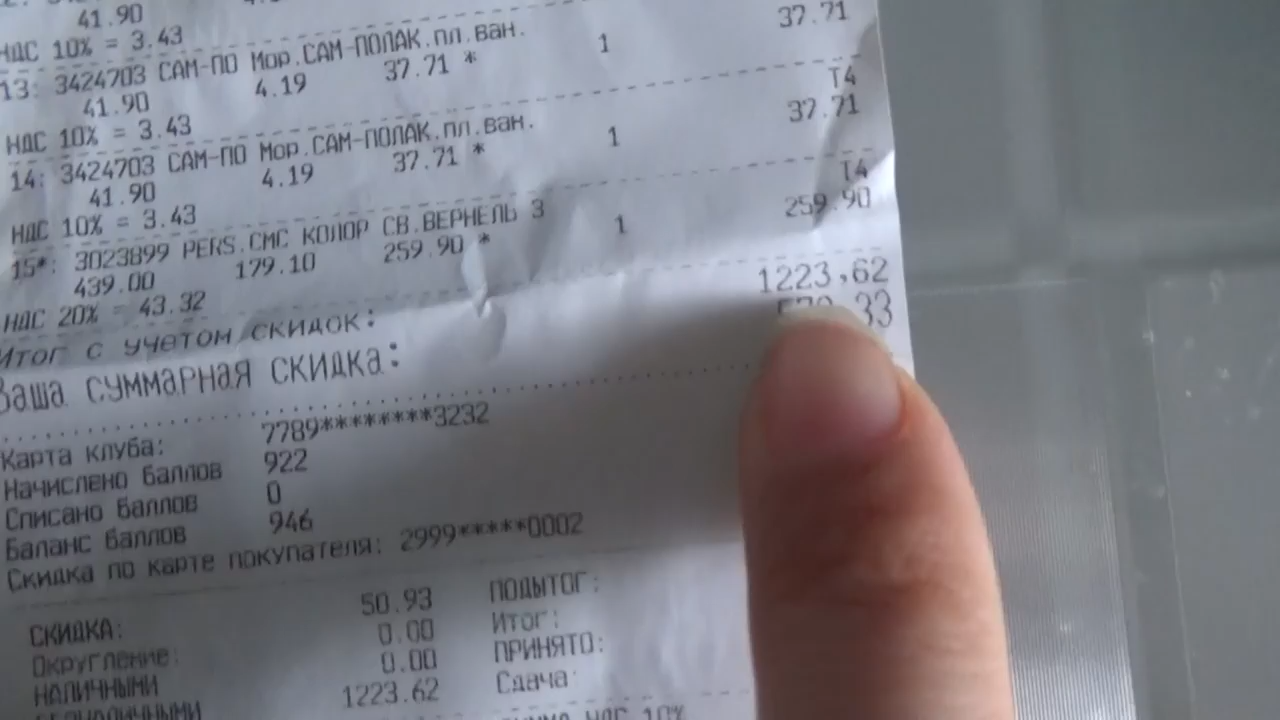 41.90
НДС 10% = 3.43
37.71
13: 3424703 САМ-ПО Мор.САМ-ПОЛАК.пл.ван.
41.90 4.19 37.71 * 1
Т4
НДС 10% = 3.43
37.71
14: 3424703 САМ-ПО Мор.САМ-ПОЛАК.пл.ван.
41.90 4.19 37.71 * 1
Т4
НДС 10% = 3.43
259.90
15*: 3023899 PERS.СМС КОЛОР СВ.ВЕРНЕЛЬ 3
439.00 179.10 259.90 * 1
НДС 20% = 43.32
Итог с учетом скидок: 1223,62
Ваша суммарная скидка: 33
Карта клуба: 7789********3232
Начислено баллов 922
Списано баллов 0
Баланс баллов 946
Скидка по карте покупателя: 2999*****0002
СКИДКА: 50.93 ПОДЫТОГ:
Округление: 0.00 Итог:
НАЛИЧНЫМИ 0.00 ПРИНЯТО:
БЕЗНАЛИЧНЫМИ 1223.62 Сдача:
НДС 10%